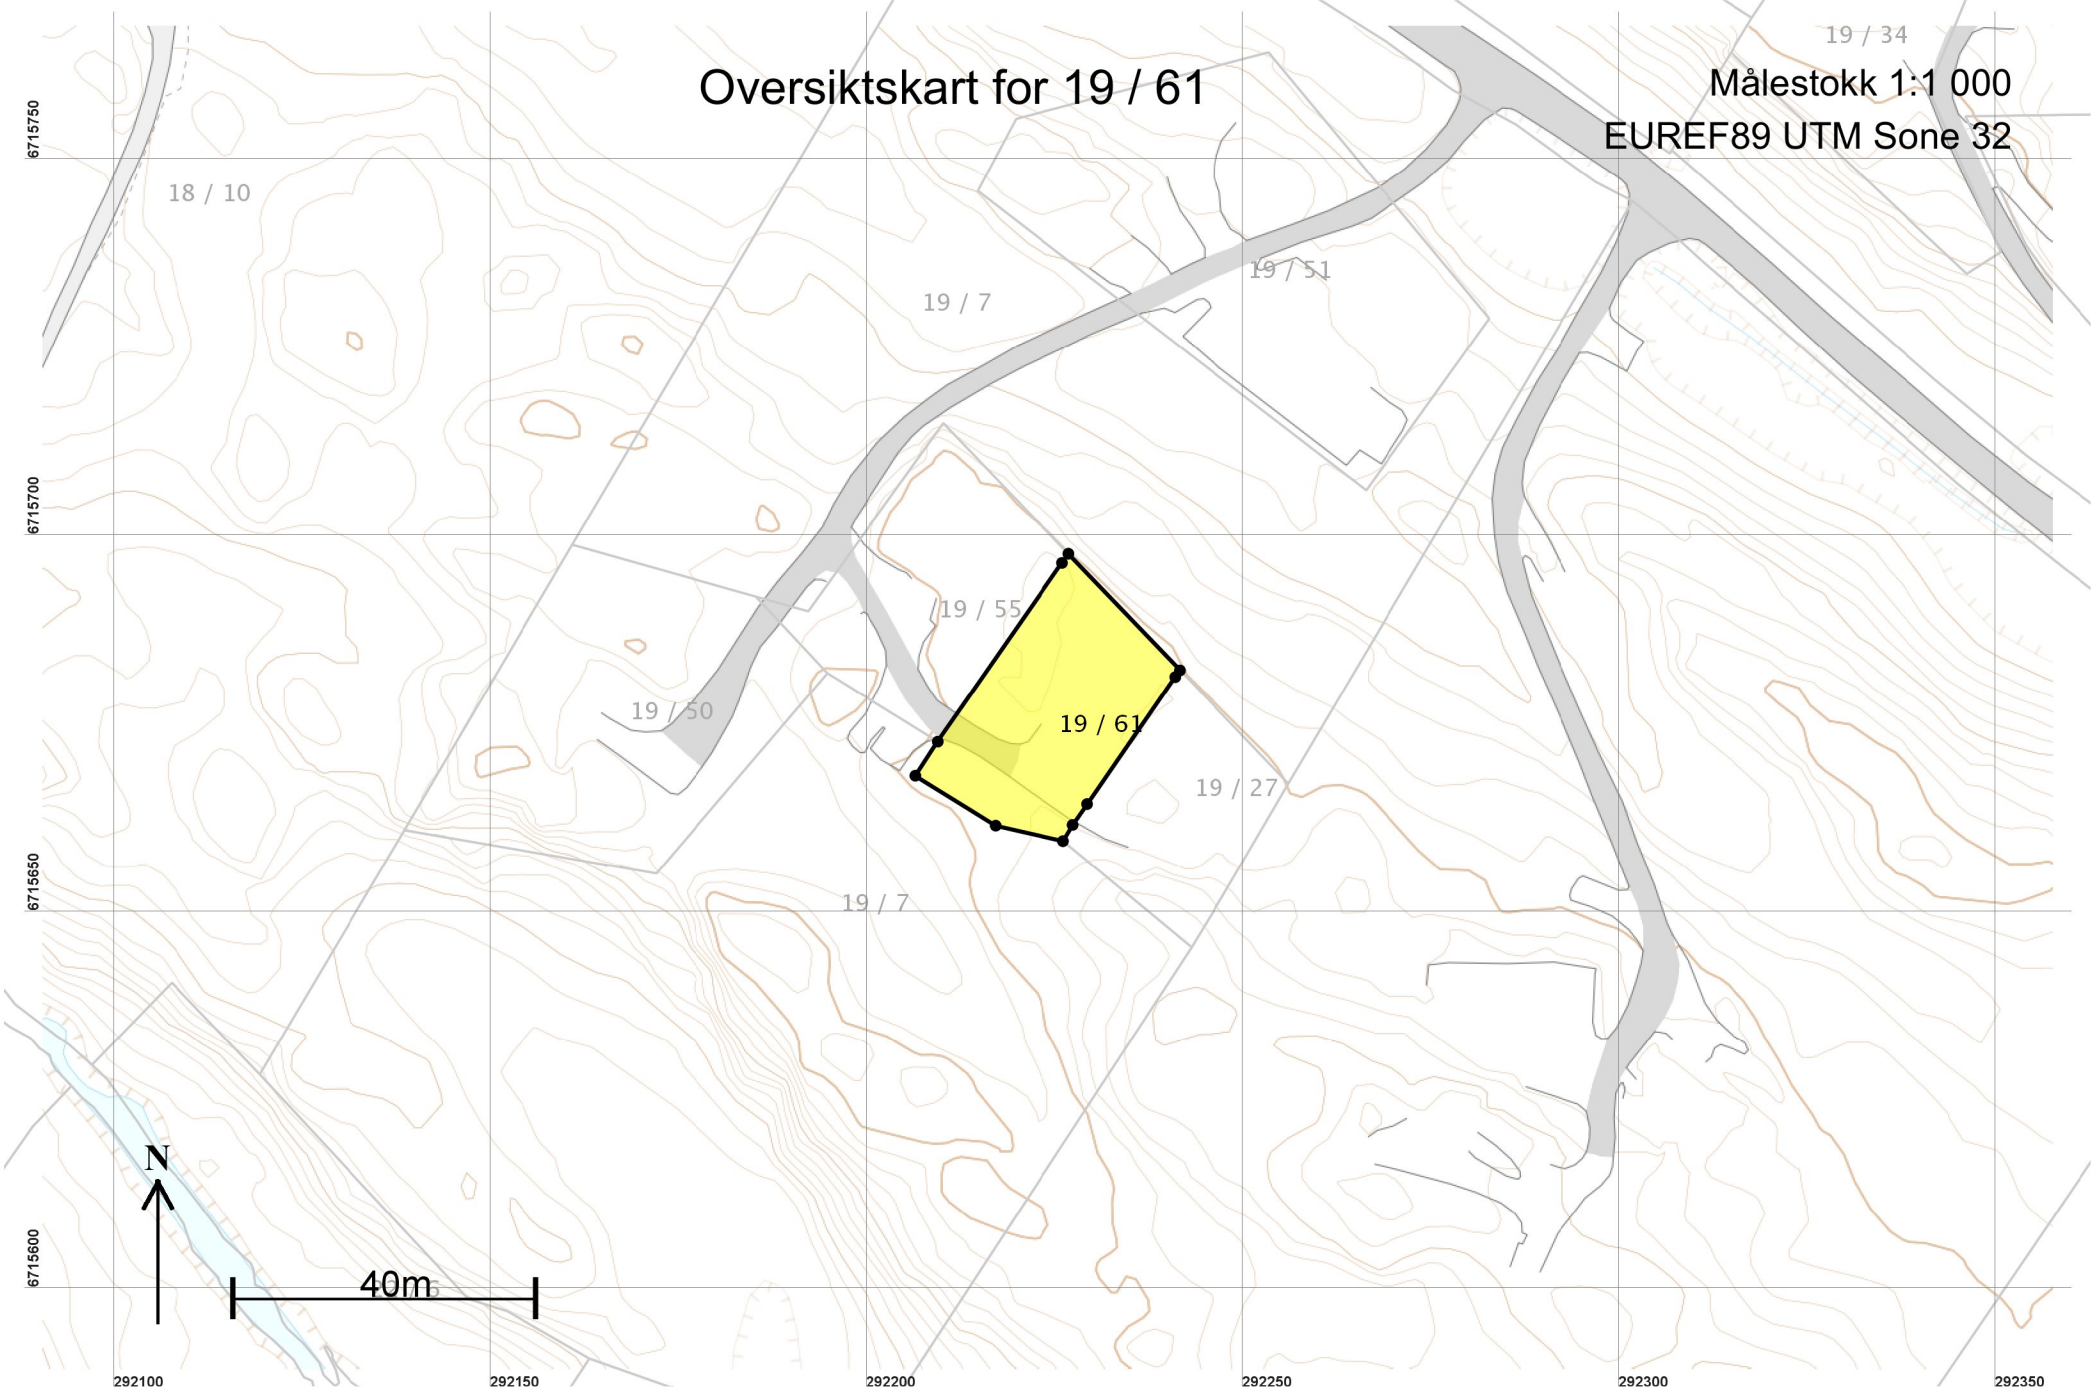 Oversiktskart for 19 / 61
Målestokk 1:1 000
EUREF89 UTM Sone 32
19 / 34
6715750
18 / 10
19 / 51
19 / 7
6715700
19 / 55
19 / 50
19 / 61
19 / 27
6715650
19 / 7
N
6715600
40m
292100
292150
292200
292250
292300
292350